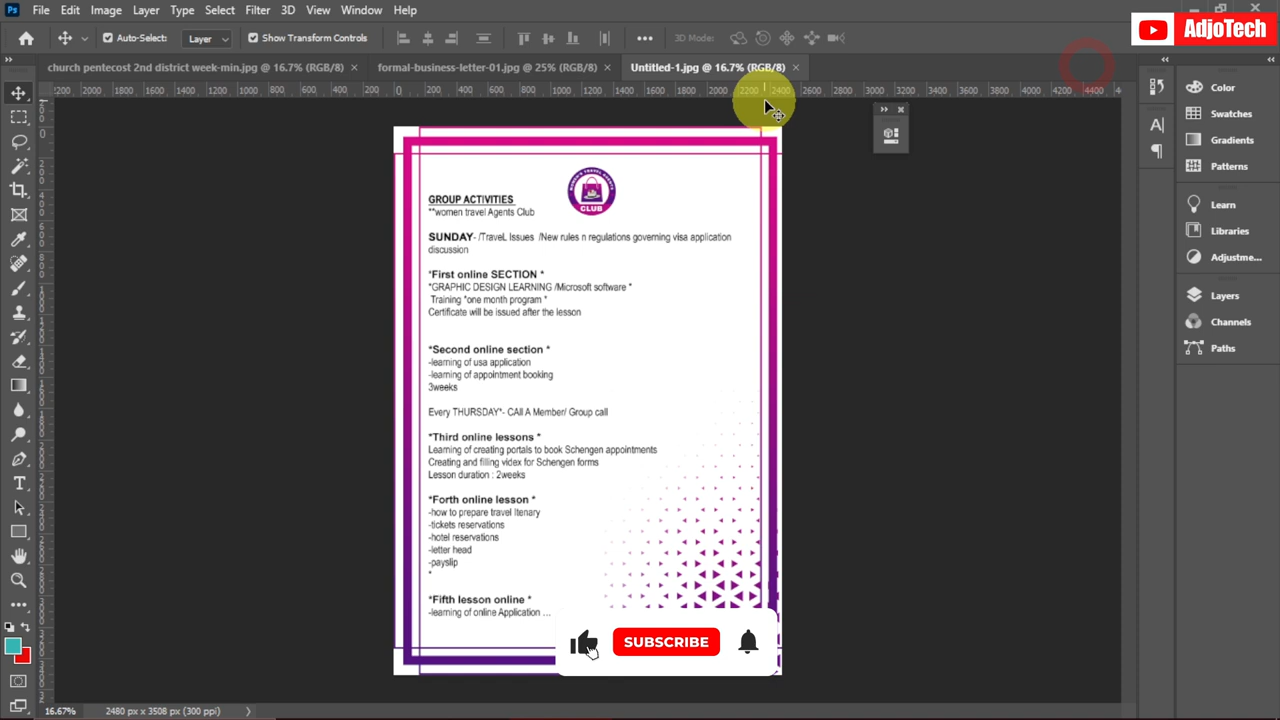 Ps File Edit Image Layer Type Select Filter 3D View Window Help
AdjoTech
Auto-Select: Layer Show Transform Controls 3D Mode:
church pentecost 2nd district week-min.jpg @ 16.7% (RGB/8) × formal-business-letter-01.jpg @ 25% (RGB/8) × Untitled-1.jpg @ 16.7% (RGB/8) ×
CLUB
GROUP ACTIVITIES
**women travel Agents Club
SUNDAY- /TraveL Issues /New rules n regulations governing visa application
discussion
*First online SECTION *
*GRAPHIC DESIGN LEARNING /Microsoft software *
Training *one month program *
Certificate will be issued after the lesson
*Second online section *
-learning of usa application
-learning of appointment booking
3weeks
Every THURSDAY*- CAll A Member/ Group call
*Third online lessons *
Learning of creating portals to book Schengen appointments
Creating and filling videx for Schengen forms
Lesson duration : 2weeks
*Forth online lesson *
-how to prepare travel Itenary
-tickets reservations
-hotel reservations
-letter head
-payslip
*
*Fifth lesson online *
-learning of online Application ...
SUBSCRIBE
Color
Swatches
Gradients
Patterns
Learn
Libraries
Adjustme...
Layers
Channels
Paths
16.67% 2480 px x 3508 px (300 ppi)